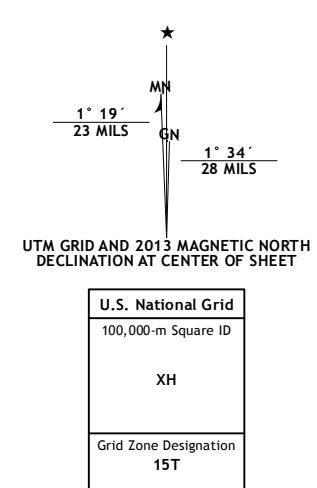 ★
MN
1° 19´
23 MILS
GN
1° 34´
28 MILS
UTM GRID AND 2013 MAGNETIC NORTH
DECLINATION AT CENTER OF SHEET
U.S. National Grid
100,000-m Square ID
XH
Grid Zone Designation
15T